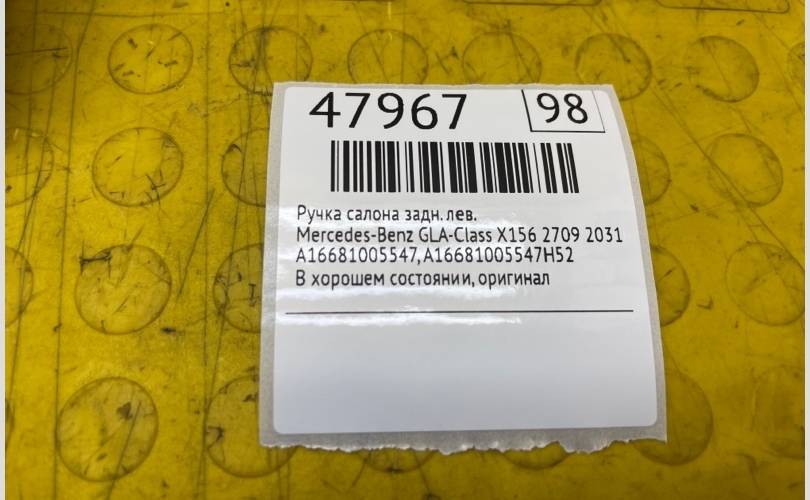 47967 98
Ручка салона задн. лев.
Mercedes-Benz GLA-Class X156 2709 2031
A16681005547, A16681005547H52
В хорошем состоянии, оригинал